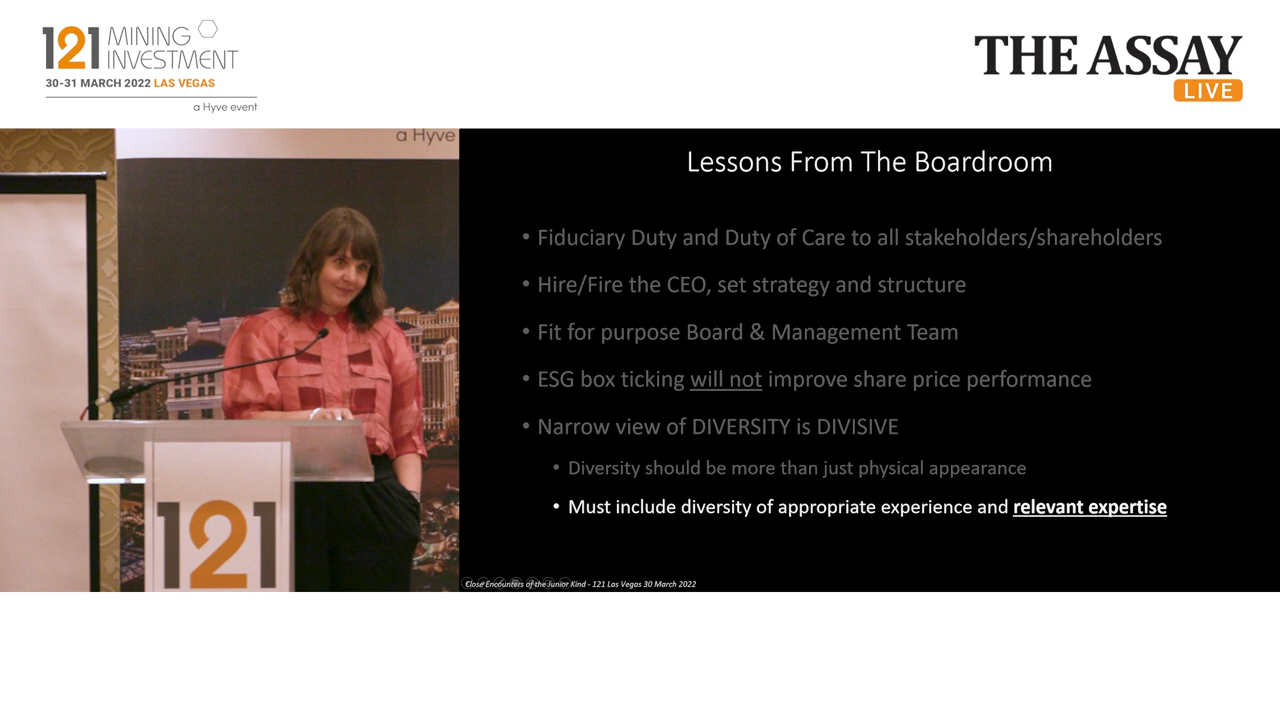 121 MINING INVESTMENT
30-31 MARCH 2022 LAS VEGAS
a Hyve event
THE ASSAY
LIVE
a Hyve
121
Lessons From The Boardroom
• Fiduciary Duty and Duty of Care to all stakeholders/shareholders
• Hire/Fire the CEO, set strategy and structure
• Fit for purpose Board & Management Team
• ESG box ticking will not improve share price performance
• Narrow view of DIVERSITY is DIVISIVE
• Diversity should be more than just physical appearance
• Must include diversity of appropriate experience and relevant expertise
Close Encounters of the Junior Kind - 121 Las Vegas 30 March 2022